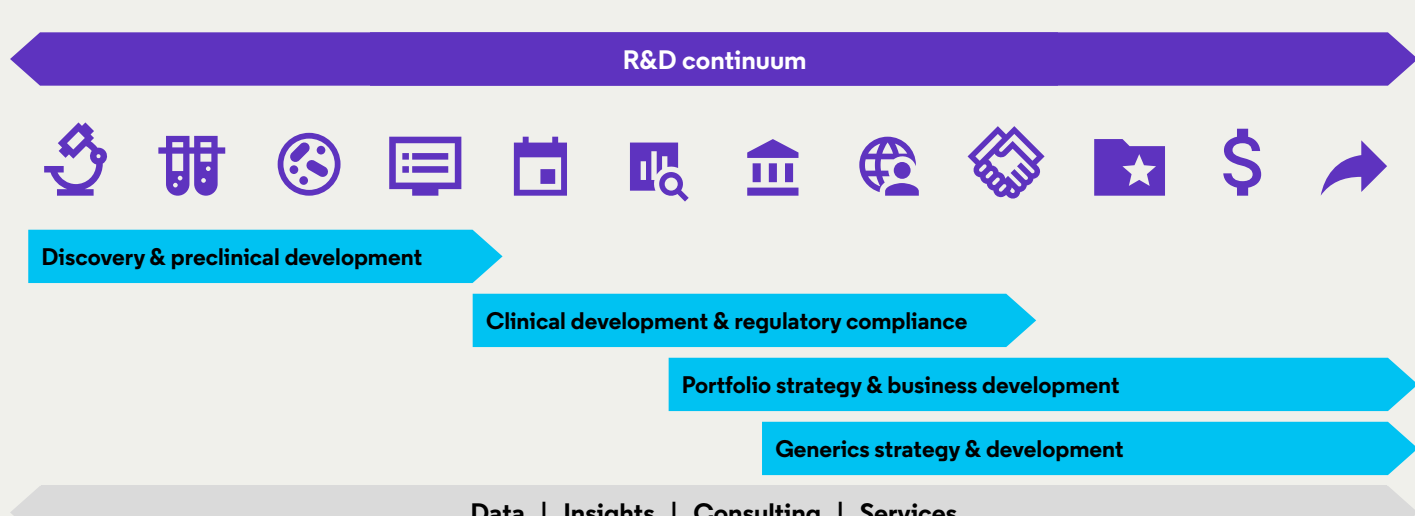 R&D continuum
Discovery & preclinical development
Clinical development & regulatory compliance
Portfolio strategy & business development
Generics strategy & development
Data | Insights | Consulting | Services